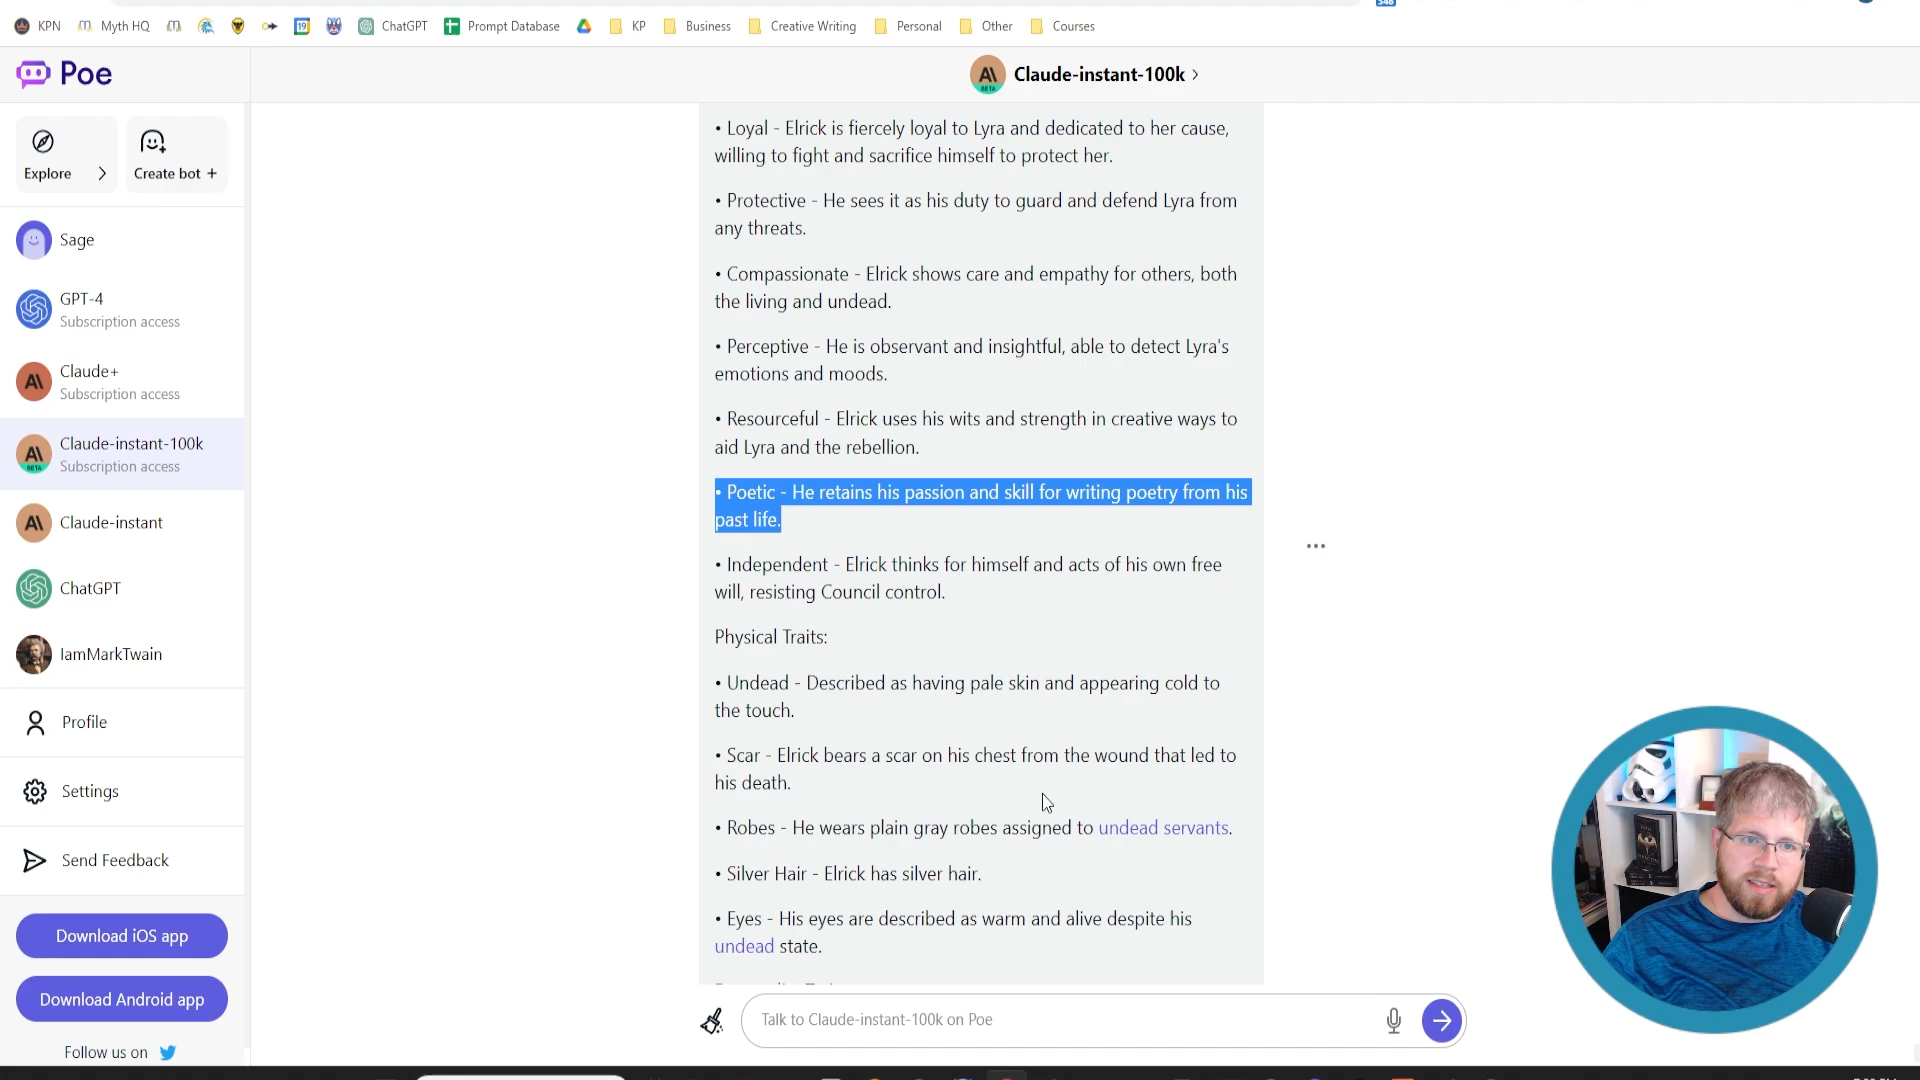 KPN
Myth HQ
19
ChatGPT
Prompt Database
KP
Business
Creative Writing
Personal
Other
Courses
Poe
Claude-instant-100k
Explore
Create bot +
Sage
GPT-4
Subscription access
Claude+
Subscription access
Claude-instant-100k
Subscription access
Claude-instant
ChatGPT
IamMarkTwain
Profile
Settings
Send Feedback
Download iOS app
Download Android app
Follow us on
• Loyal - Elrick is fiercely loyal to Lyra and dedicated to her cause,
willing to fight and sacrifice himself to protect her.
• Protective - He sees it as his duty to guard and defend Lyra from
any threats.
• Compassionate - Elrick shows care and empathy for others, both
the living and undead.
• Perceptive - He is observant and insightful, able to detect Lyra's
emotions and moods.
• Resourceful - Elrick uses his wits and strength in creative ways to
aid Lyra and the rebellion.
• Poetic - He retains his passion and skill for writing poetry from his
past life.
• Independent - Elrick thinks for himself and acts of his own free
will, resisting Council control.
Physical Traits:
• Undead - Described as having pale skin and appearing cold to
the touch.
• Scar - Elrick bears a scar on his chest from the wound that led to
his death.
• Robes - He wears plain gray robes assigned to undead servants.
• Silver Hair - Elrick has silver hair.
• Eyes - His eyes are described as warm and alive despite his
undead state.
Talk to Claude-instant-100k on Poe